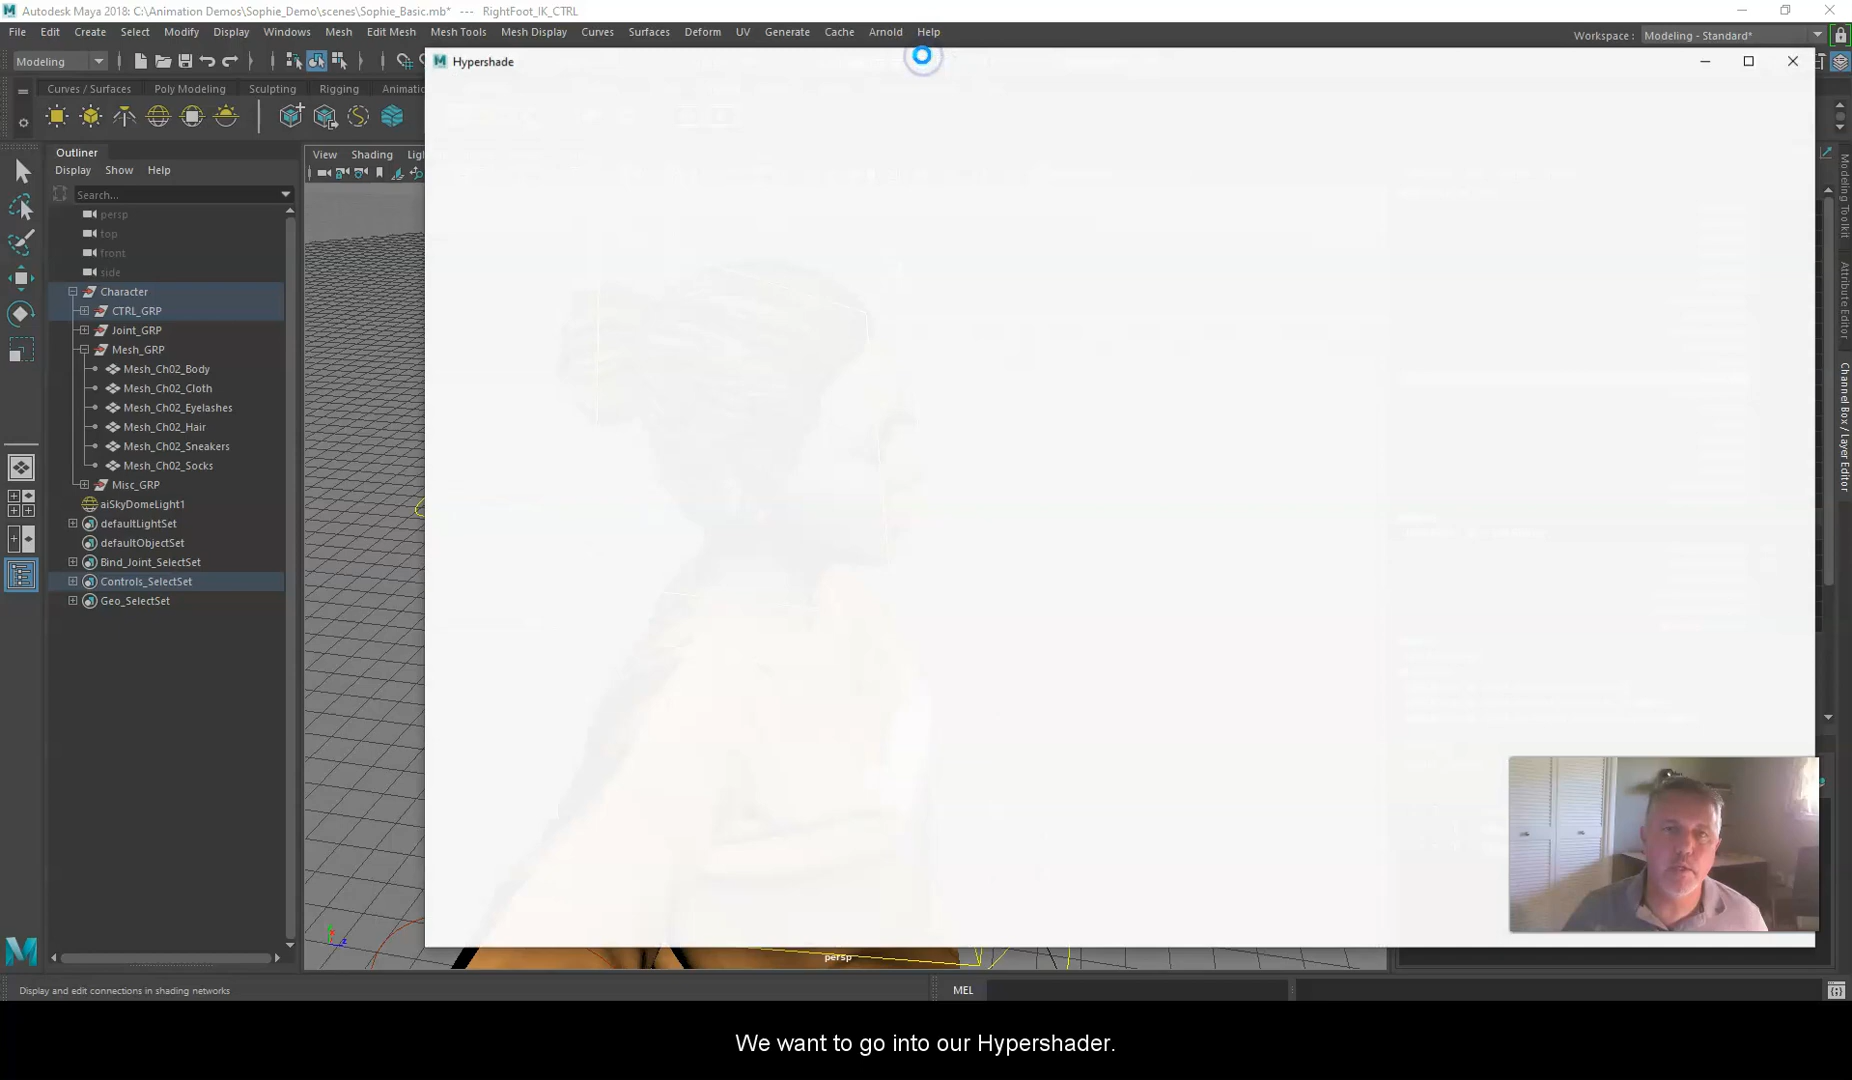 Autodesk Maya 2018: C:\Animation Demos\Sophie_Demo\scenes\Sophie_Basic.mb* --- RightFoot_IK_CTRL
File Edit Create Select Modify Display Windows Mesh Edit Mesh Mesh Tools Mesh Display Curves Surfaces Deform UV Generate Cache Arnold Help
Workspace : Modeling - Standard*
Modeling
Hypershade
Curves / Surfaces Poly Modeling Sculpting Rigging Animatio
Outliner
Display Show Help
View Shading Lig
Search...
persp
top
front
side
Character
CTRL_GRP
Joint_GRP
Mesh_GRP
Mesh_Ch02_Body
Mesh_Ch02_Cloth
Mesh_Ch02_Eyelashes
Mesh_Ch02_Hair
Mesh_Ch02_Sneakers
Mesh_Ch02_Socks
Misc_GRP
aiSkyDomeLight1
defaultLightSet
defaultObjectSet
Bind_Joint_SelectSet
Controls_SelectSet
Geo_SelectSet
Modeling Toolkit
Attribute Editor
Channel Box / Layer Editor
persp
Display and edit connections in shading networks
MEL
We want to go into our Hypershader.